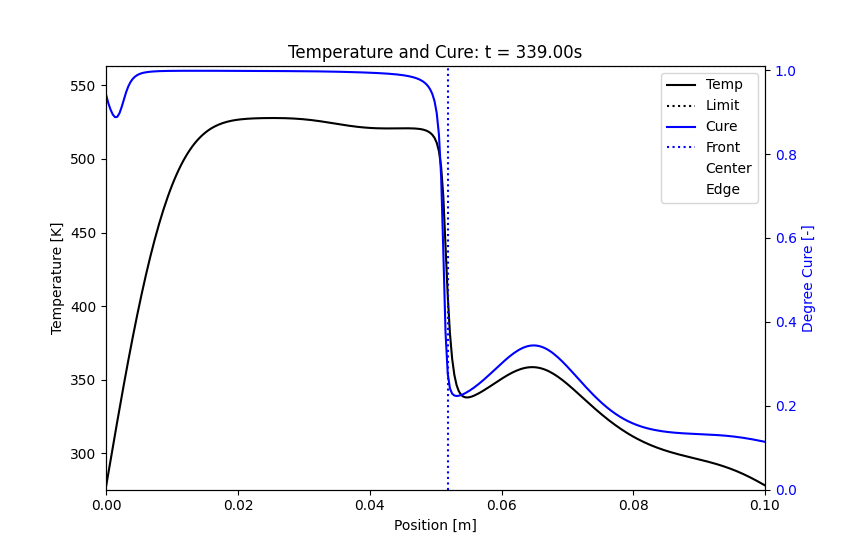 Temperature and Cure: t = 339.00s
Temperature [K]
550
500
450
400
350
300
Temp
Limit
Cure
Front
Center
Edge
1.0
0.8
0.6
0.4
0.2
0.0
Degree Cure [-]
0.00 0.02 0.04 0.06 0.08 0.10
Position [m]